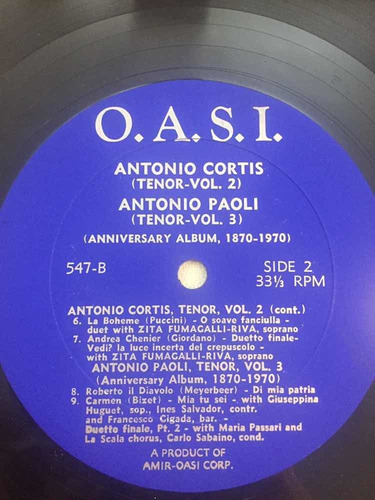 O.A.S.I.
ANTONIO CORTIS
(TENOR-VOL. 2)
ANTONIO PAOLI
(TENOR-VOL. 3)
(ANNIVERSARY ALBUM, 1870-1970)
547-B
SIDE 2
33⅓ RPM
ANTONIO CORTIS, TENOR, VOL. 2 (cont.)
6. La Boheme (Puccini) - O soave fanciulla -
duet with ZITA FUMAGALLI-RIVA, soprano
7. Andrea Chenier (Giordano) - Duetto finale-
Vedi? la luce incerta del crepuscolo -
with ZITA FUMAGALLI-RIVA, soprano
ANTONIO PAOLI, TENOR, VOL. 3
(Anniversary Album, 1870-1970)
8. Roberto il Diavolo (Meyerbeer) - Di mia patria
9. Carmen (Bizet) - Mia tu sei - with Giuseppina
Huguet, sop., Ines Salvador, contr.
and Francesco Cigada, bar. -
Duetto finale, Pt. 2 - with Maria Passari and
La Scala chorus, Carlo Sabaino, cond.
A PRODUCT OF
AMIR-OASI CORP.